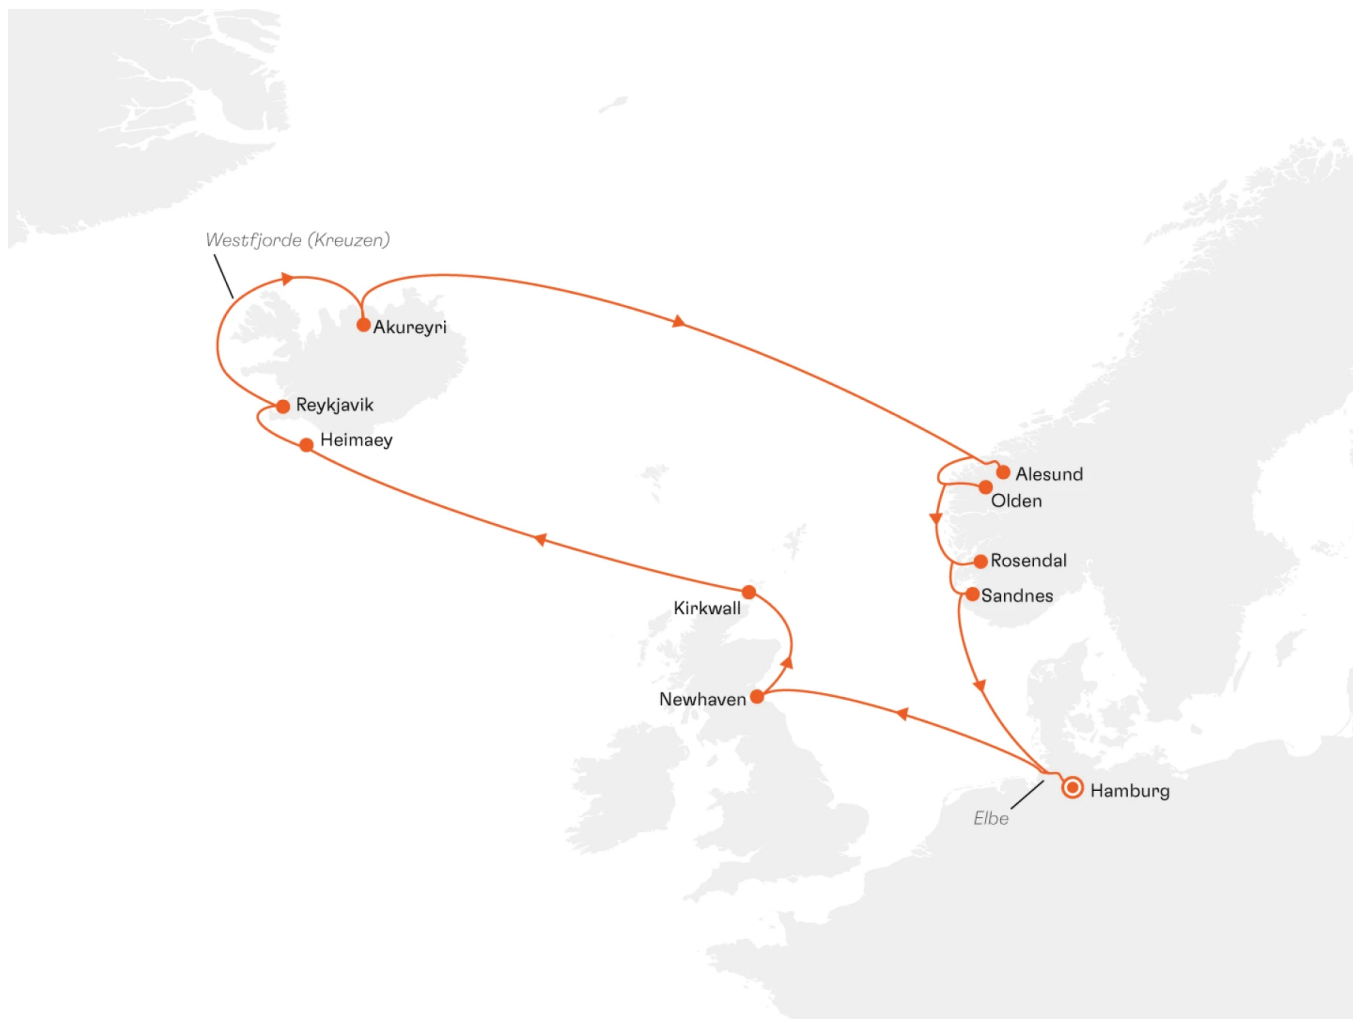 Westfjorde (Kreuzen)
Akureyri
Reykjavik
Heimaey
Alesund
Olden
Rosendal
Sandnes
Kirkwall
Newhaven
Hamburg
Elbe